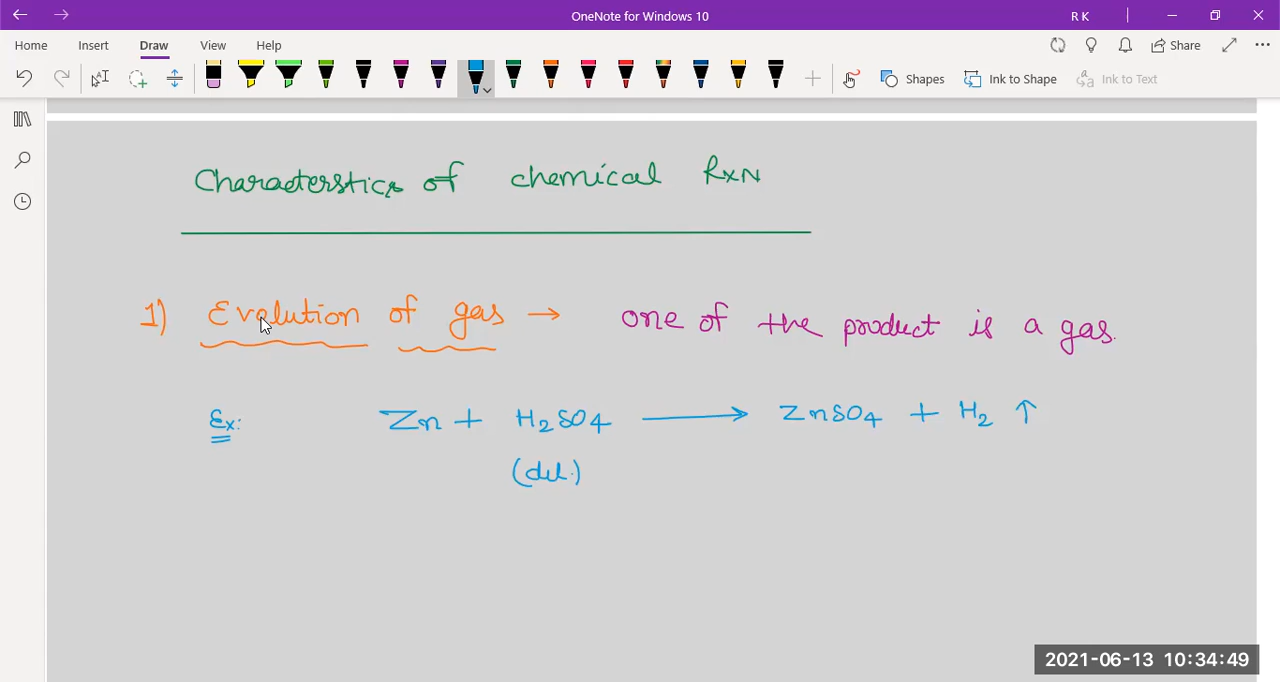 OneNote for Windows 10
R K
Home Insert Draw View Help
Share
Shapes Ink to Shape Ink to Text
Characterstics of chemical RxN
1) Evolution of gas → one of the product is a gas.
Ex: Zn + H₂SO₄ ⟶ ZnSO₄ + H₂ ↑
(dil.)
2021-06-13 10:34:49